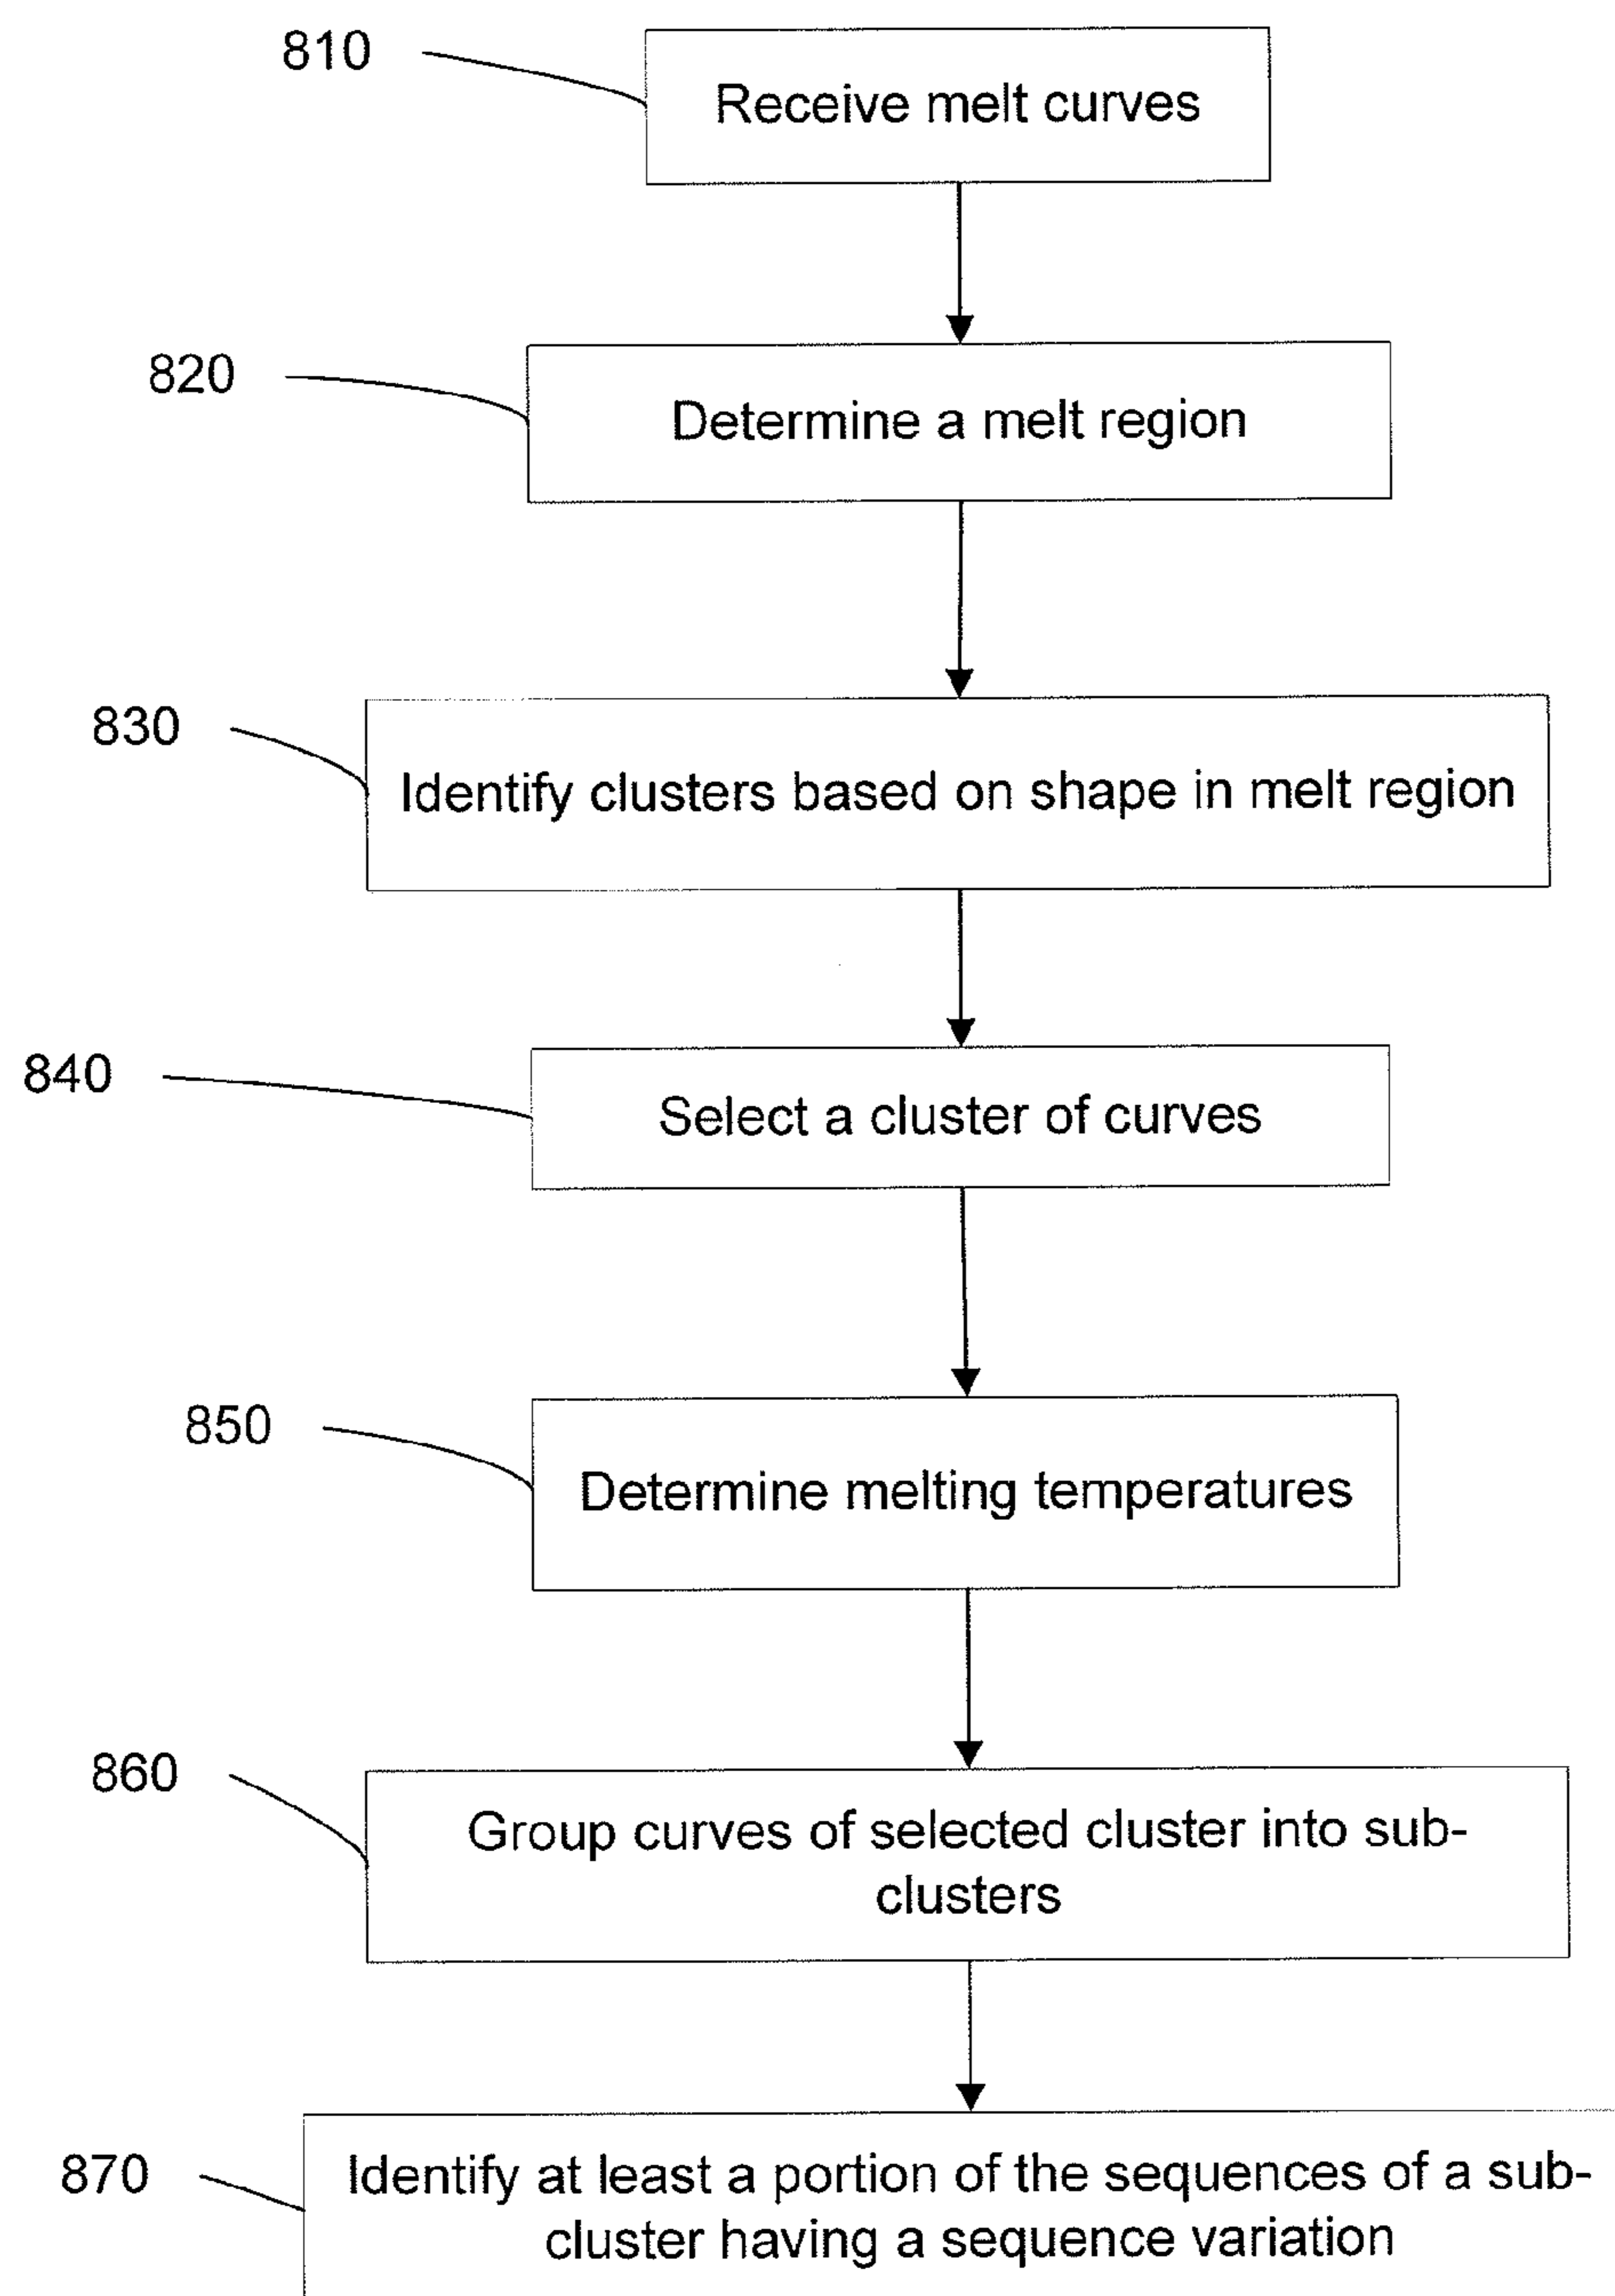 810
Receive melt curves
820
Determine a melt region
830
Identify clusters based on shape in melt region
840
Select a cluster of curves
850
Determine melting temperatures
860
Group curves of selected cluster into sub-
clusters
870
Identify at least a portion of the sequences of a sub-
cluster having a sequence variation